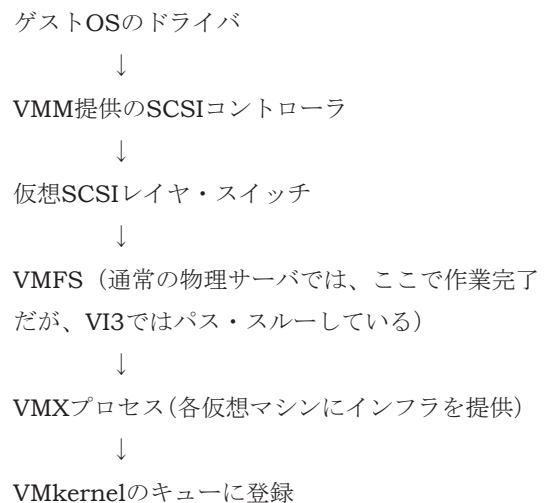 ゲストOSのドライバ
↓
VMM提供のSCSIコントローラ
↓
仮想SCSIレイヤ・スイッチ
↓
VMFS（通常の物理サーバでは、ここで作業完了
だが、VI3ではパス・スルーしている）
↓
VMXプロセス（各仮想マシンにインフラを提供）
↓
VMkernelのキューに登録